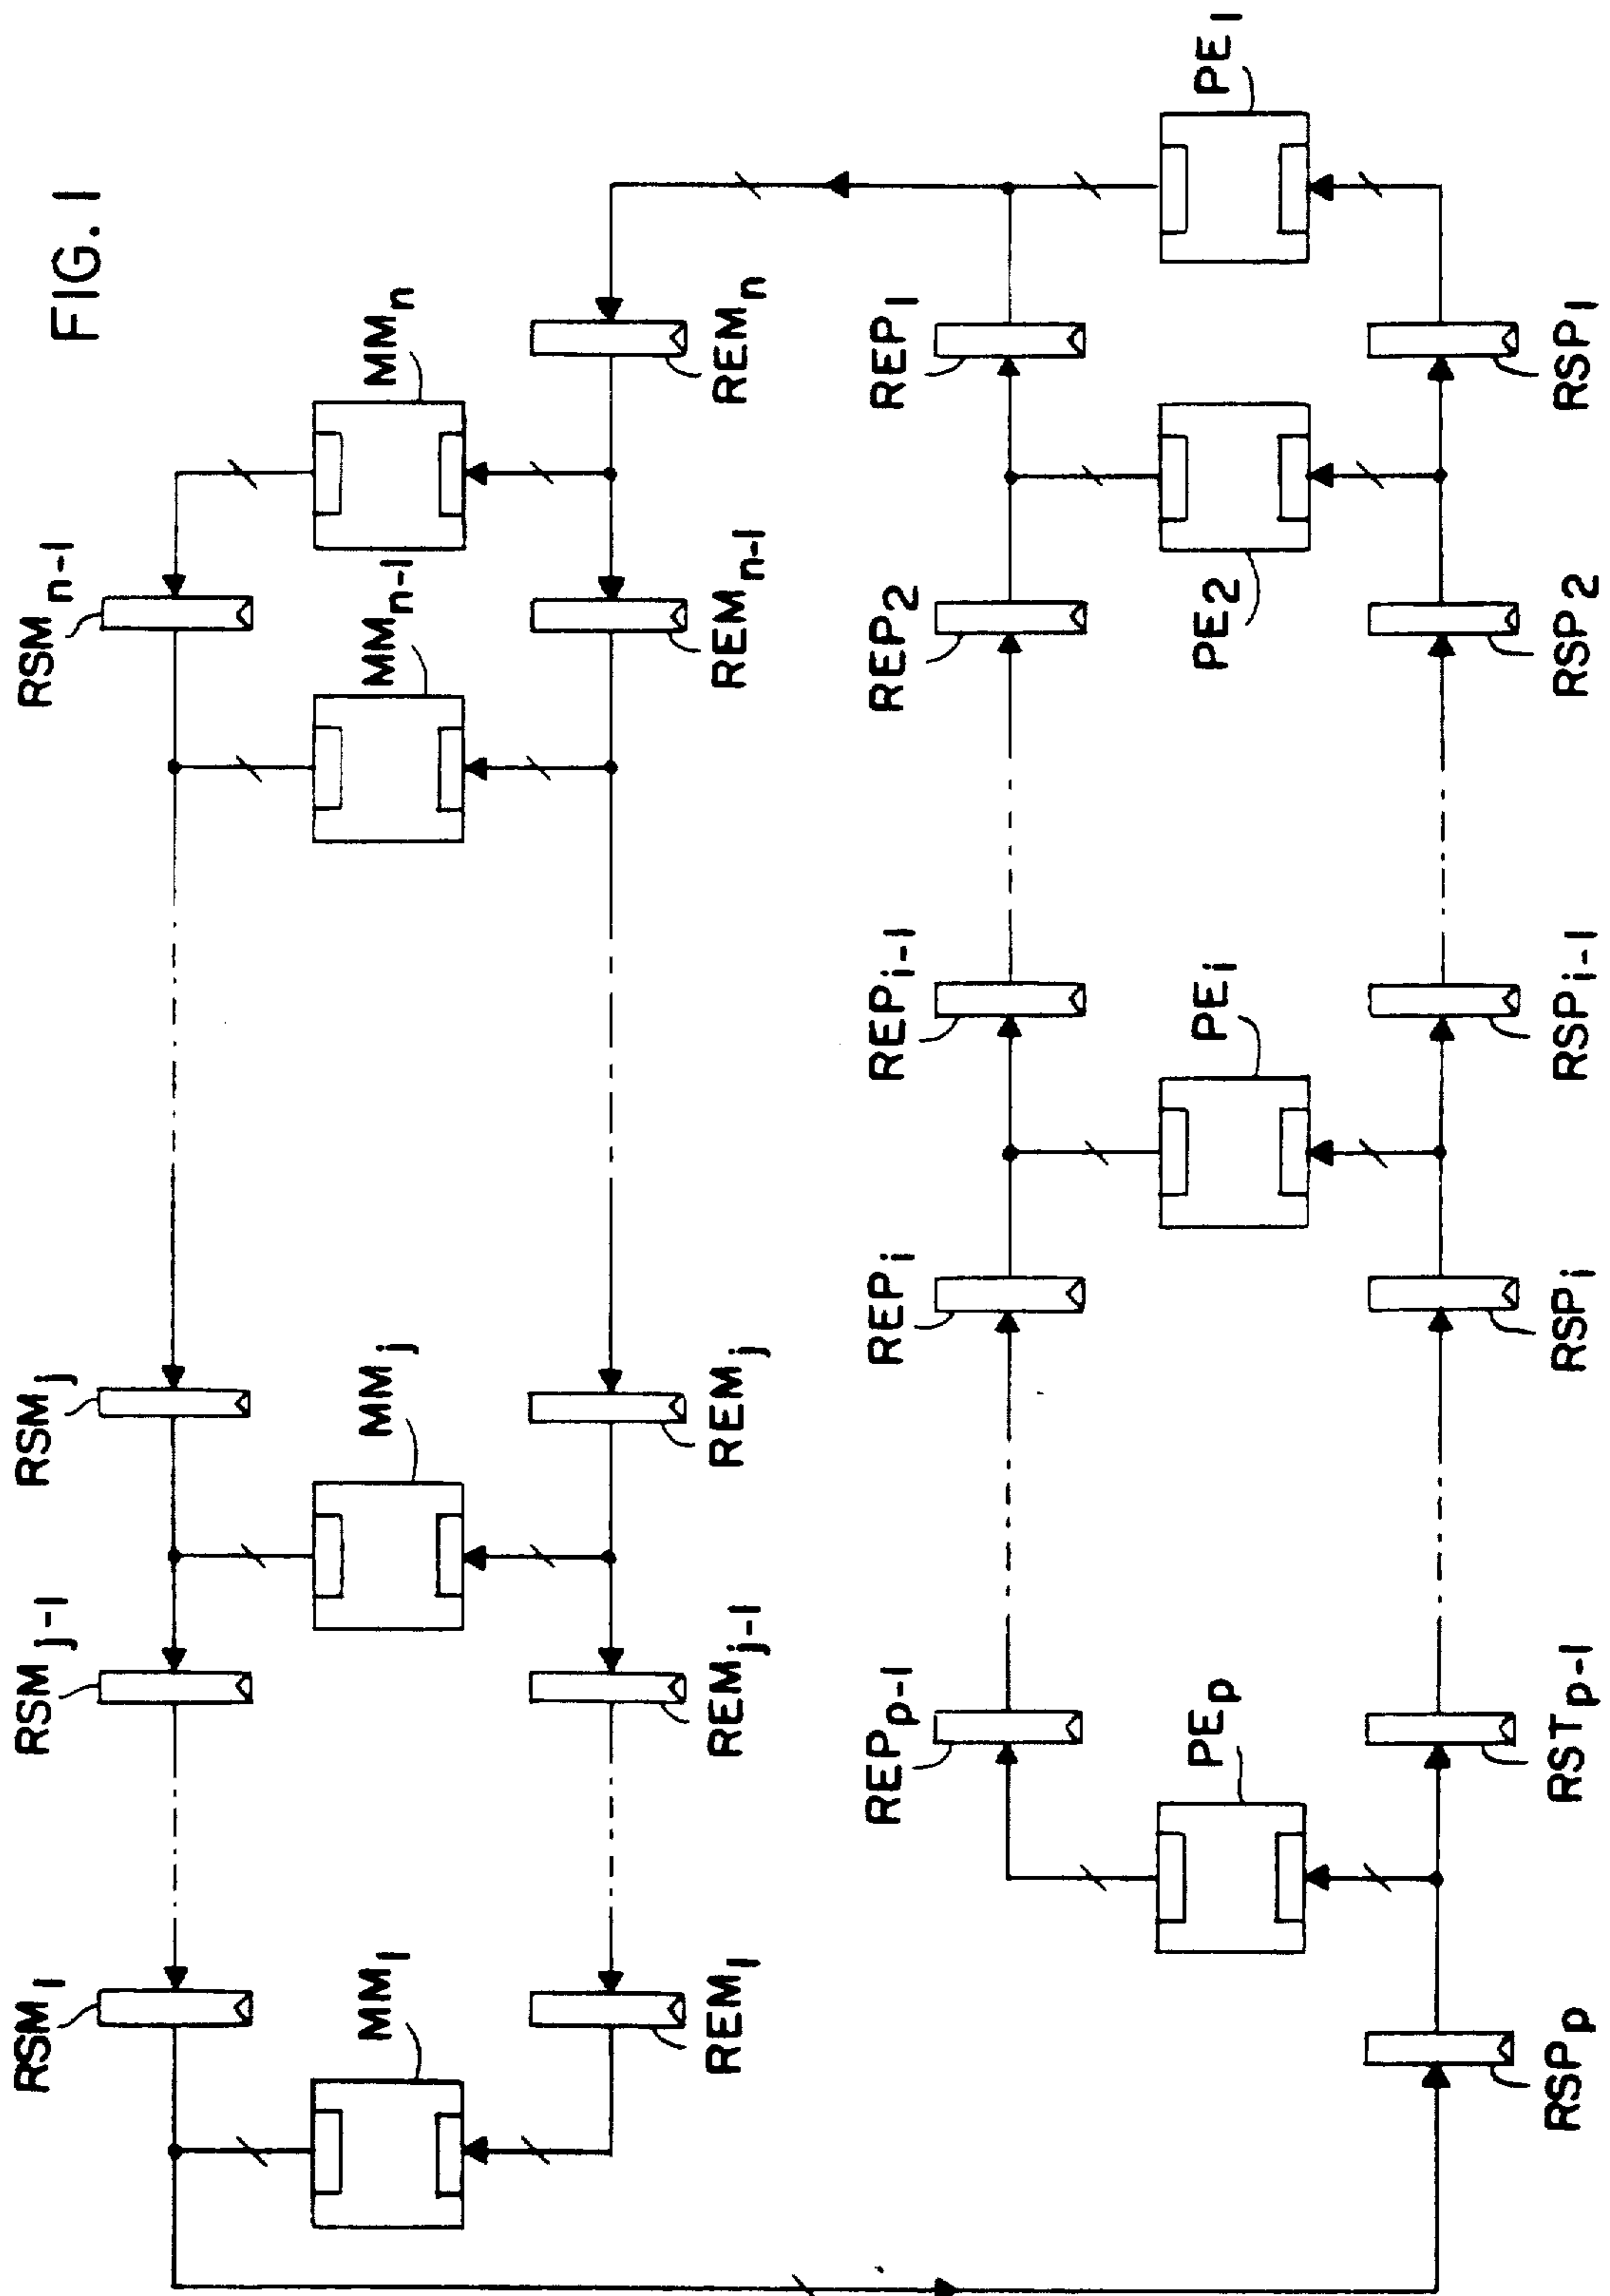 FIG. 1
RSM1
RSMj-1
RSMj
RSMn-1
MM1
MMj
MMn-1
MMn
REM1
REMj-1
REMj
REMn-1
REMn
REPp-1
REPi
REPi-1
REP2
REP1
PEp
PEi
PE2
PE1
RSPp
RSTp-1
RSPi
RSPi-1
RSP2
RSP1